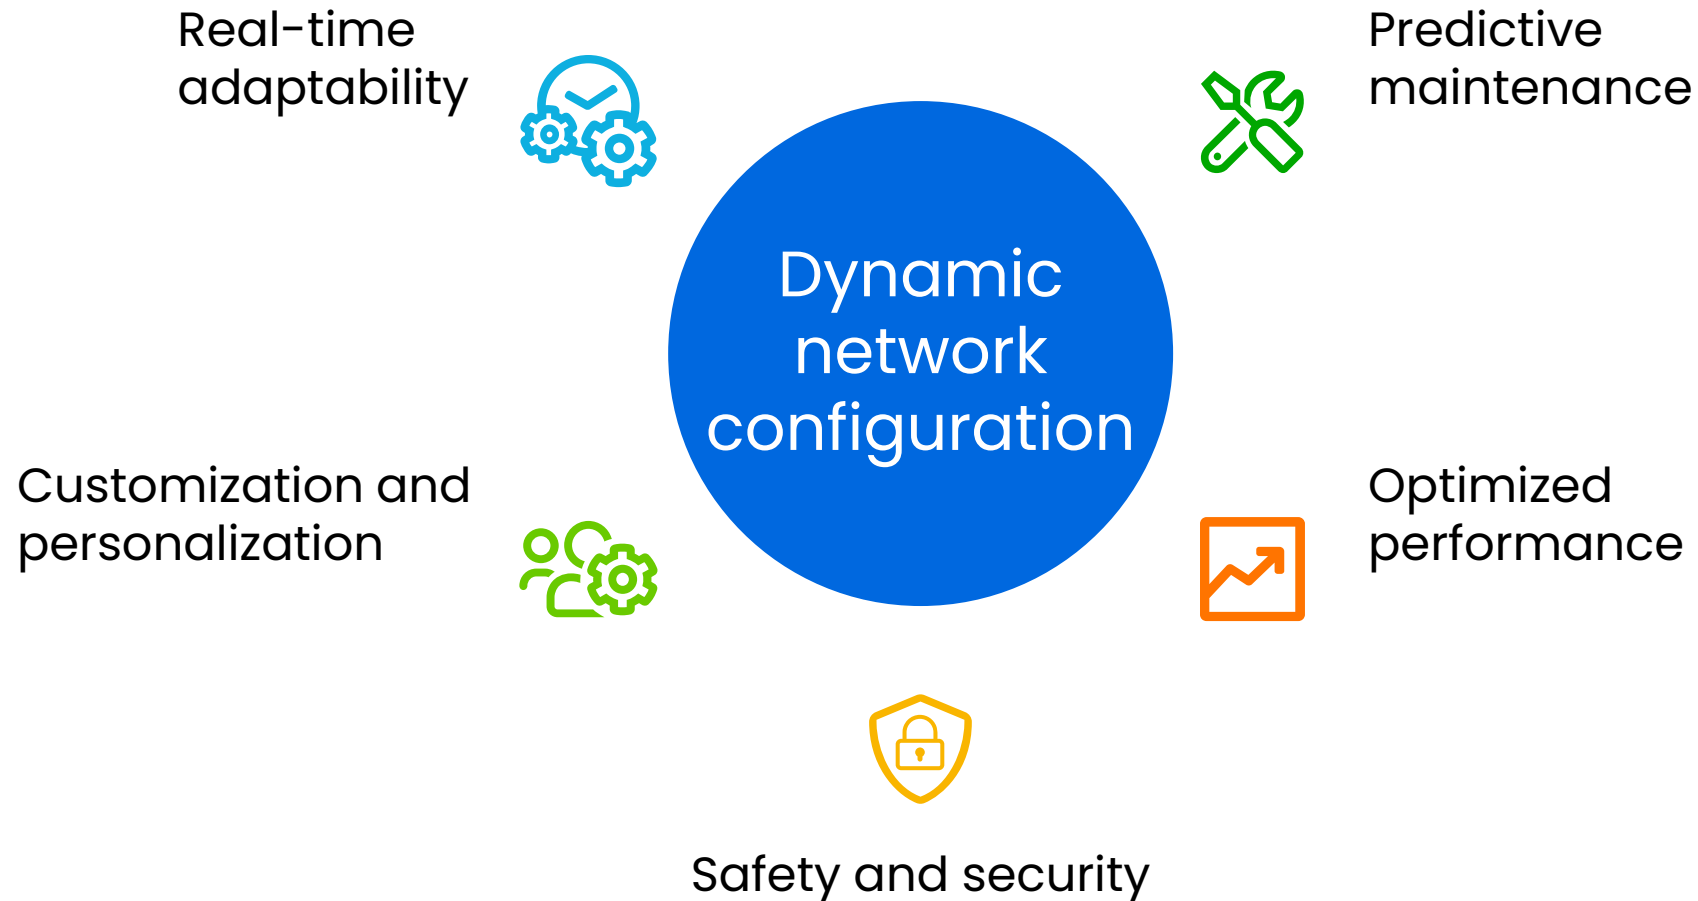 Real-time
adaptability
Predictive
maintenance
Dynamic
network
configuration
Customization and
personalization
Optimized
performance
Safety and security